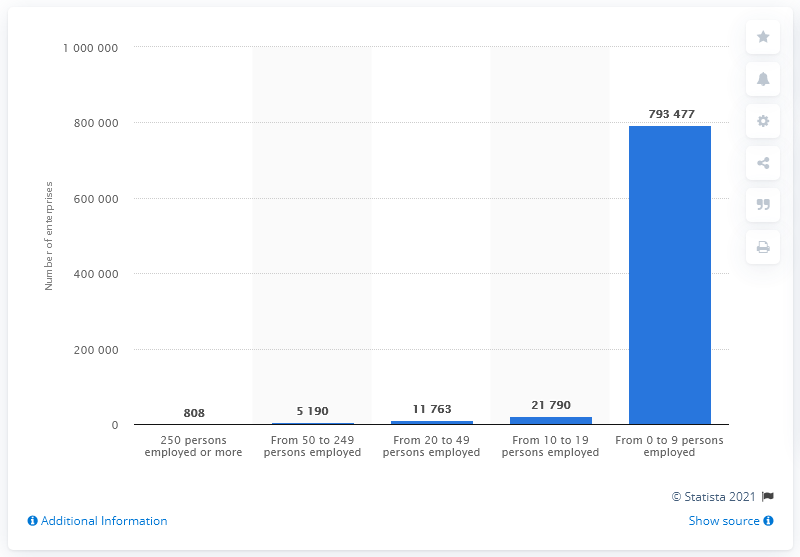 1 000 000
800 000
600 000
400 000
200 000
0
Number of enterprises
808
5 190
11 763
21 790
793 477
250 persons
employed or more
From 50 to 249
persons employed
From 20 to 49
persons employed
From 10 to 19
persons employed
From 0 to 9 persons
employed
© Statista 2021
Additional Information
Show source